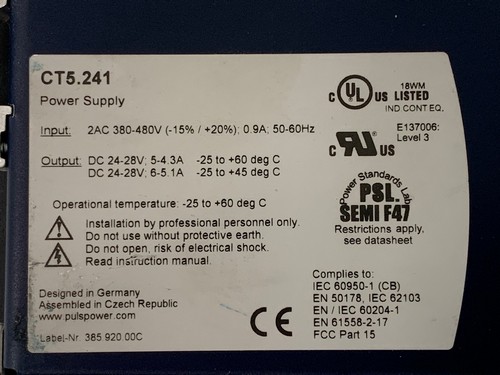 CT5.241
Power Supply
Input: 2AC 380-480V (-15% / +20%); 0.9A; 50-60Hz
Output: DC 24-28V; 5-4.3A -25 to +60 deg C
DC 24-28V; 6-5.1A -25 to +45 deg C
Operational temperature: -25 to +60 deg C
Installation by professional personnel only.
Do not use without protective earth.
Do not open, risk of electrical shock.
Read instruction manual.
Designed in Germany
Assembled in Czech Republic
www.pulspower.com
Label-Nr. 385.920.00C
CE
C UL US LISTED
18WM
IND CONT.EQ.
C RU US
E137006:
Level 3
Power Standards Lab
PSL.
SEMI F47
Restrictions apply,
see datasheet
Complies to:
IEC 60950-1 (CB)
EN 50178, IEC 62103
EN / IEC 60204-1
EN 61558-2-17
FCC Part 15